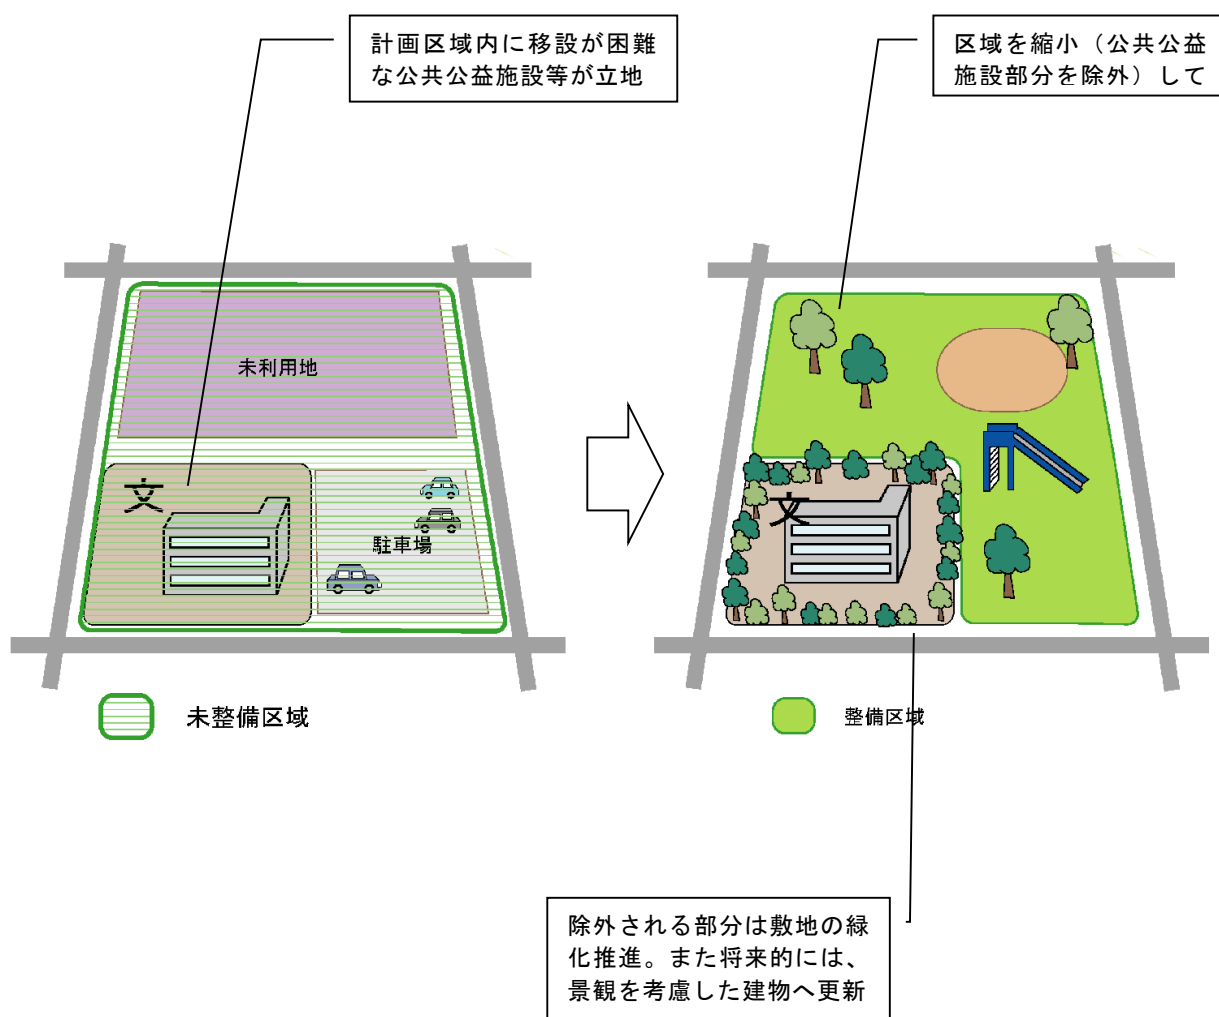 計画区域内に移設が困難
な公共公益施設等が立地
区域を縮小（公共公益
施設部分を除外）して
未利用地
文
駐車場
未整備区域
文
整備区域
除外される部分は敷地の緑
化推進。また将来的には、
景観を考慮した建物へ更新